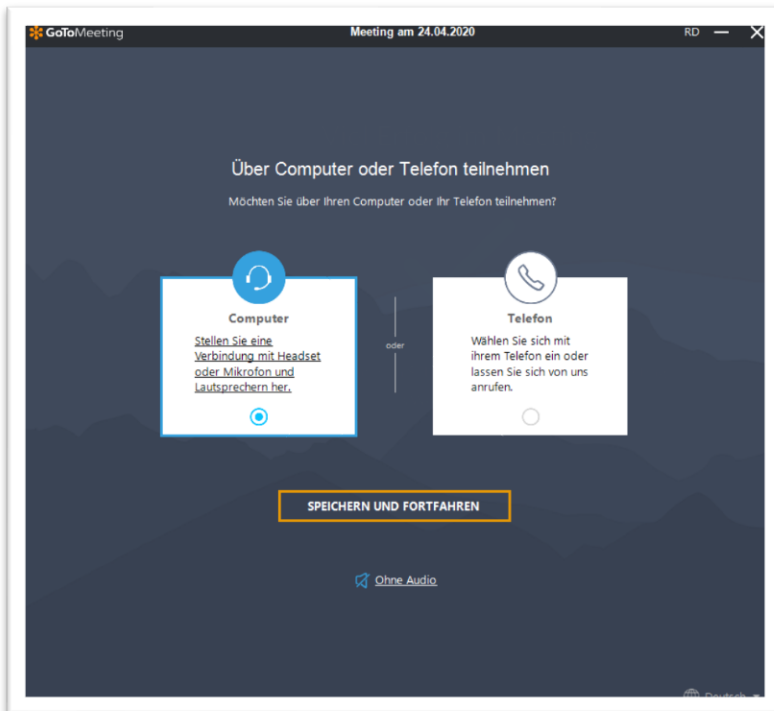 GoToMeeting
Meeting am 24.04.2020
RD
Über Computer oder Telefon teilnehmen
Möchten Sie über Ihren Computer oder Ihr Telefon teilnehmen?
Computer
Stellen Sie eine
Verbindung mit Headset
oder Mikrofon und
Lautsprechern her.
oder
Telefon
Wählen Sie sich mit
ihrem Telefon ein oder
lassen Sie sich von uns
anrufen.
SPEICHERN UND FORTFAHREN
Ohne Audio
Deutsch